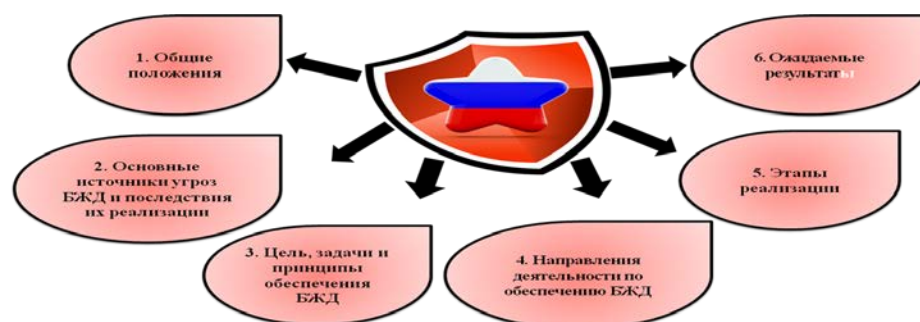 1. Общие
положения
2. Основные
источники угроз
БЖД и последствия
их реализации
3. Цель, задачи и
принципы
обеспечения
БЖД
4. Направления
деятельности по
обеспечению БЖД
5. Этапы
реализации
6. Ожидаемые
результаты